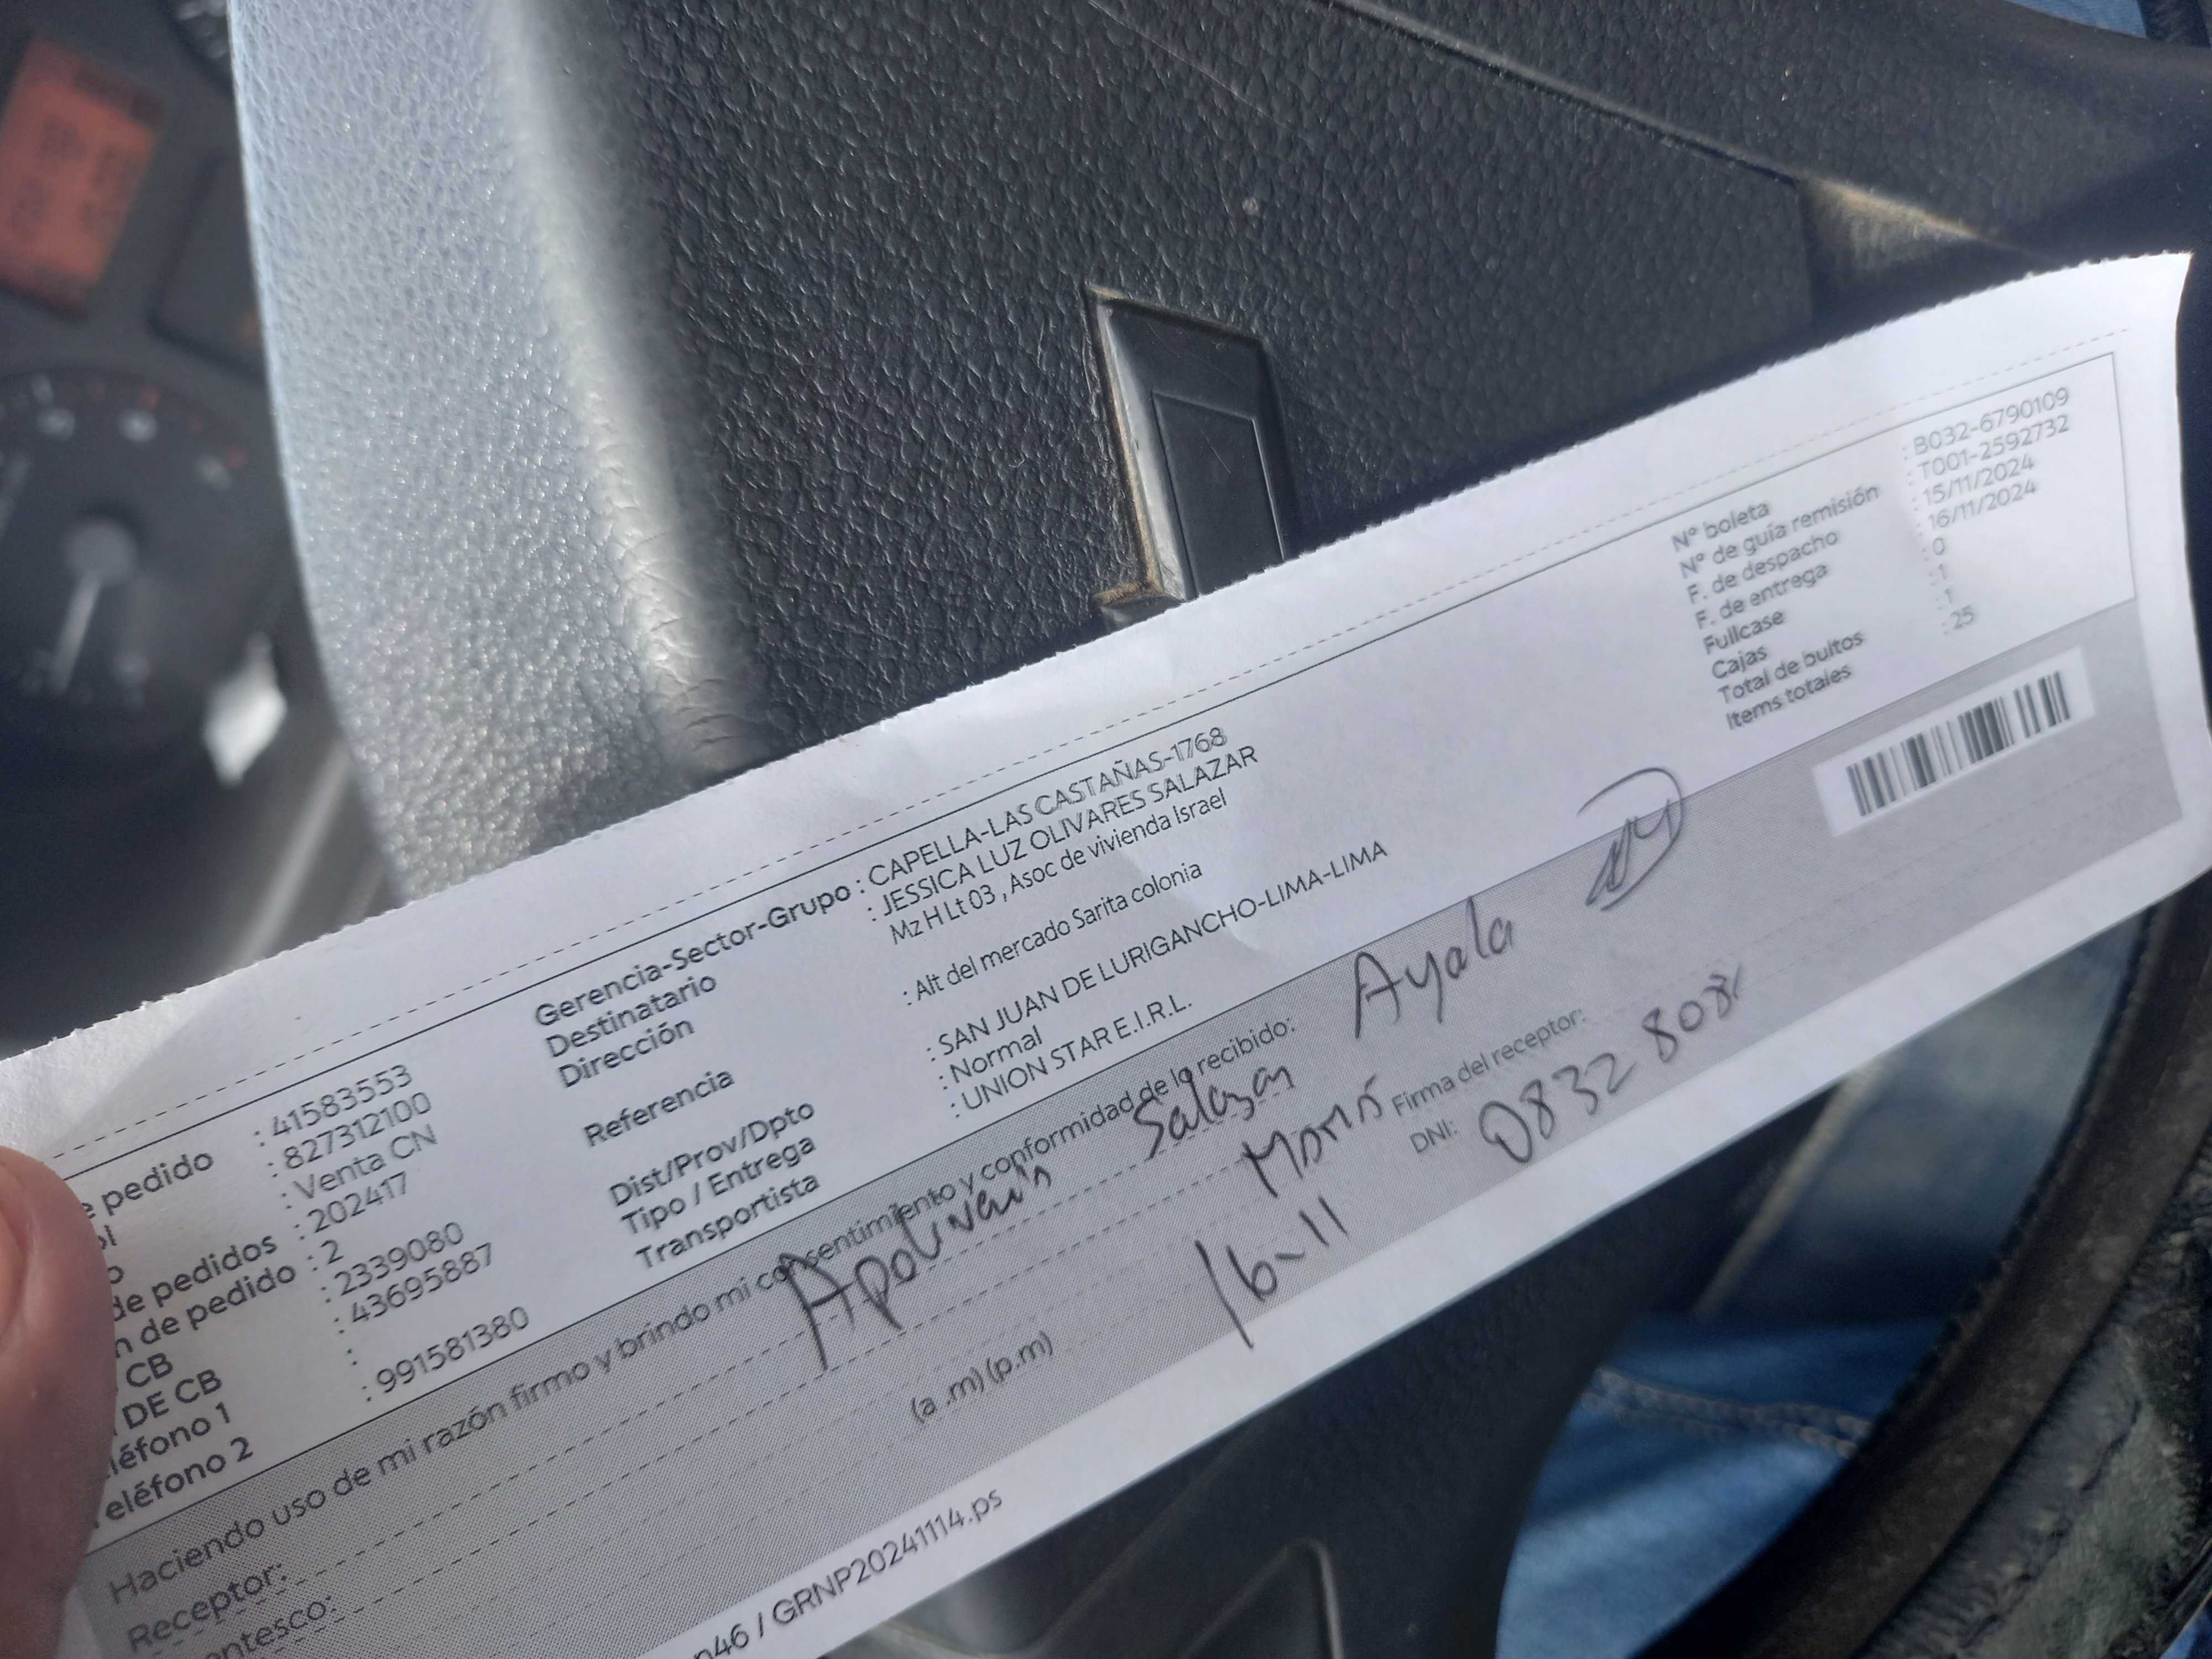 e pedido : 41583553
: 827312100
: Venta CN
de pedidos : 202417
n de pedido : 2
CB : 2339080
DE CB : 43695887
léfono 1 :
eléfono 2 : 991581380
Gerencia-Sector-Grupo : CAPELLA-LAS CASTAÑAS-1768
Destinatario : JESSICA LUZ OLIVARES SALAZAR
Dirección Mz H Lt 03 , Asoc de vivienda Israel
Referencia : Alt del mercado Sarita colonia
Dist/Prov/Dpto : SAN JUAN DE LURIGANCHO-LIMA-LIMA
Tipo / Entrega : Normal
Transportista : UNION STAR E.I.R.L.
N° boleta : B032-6790109
N° de guía remisión : T001-2592732
F. de despacho : 15/11/2024
F. de entrega : 16/11/2024
Fullcase : 0
Cajas : 1
Total de bultos : 1
Items totales : 25
Haciendo uso de mi razón firmo y brindo mi consentimiento y conformidad de lo recibido:
Receptor: Salazar Ayala
entesco:
Firma del receptor:
(a .m) (p.m) 16-11
DNI: 0832 808
p46 / GRNP20241114.ps